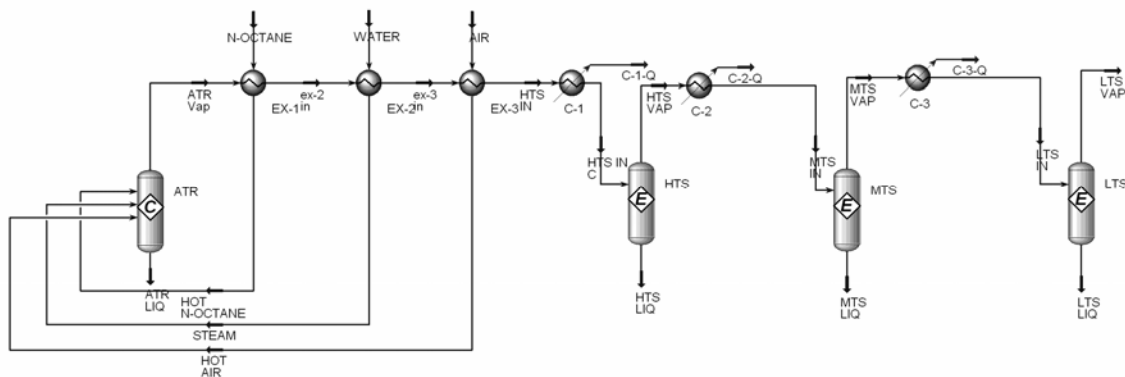 N-OCTANE
WATER
AIR
ATR
Vap
EX-1
ex-2
in
EX-2
ex-3
in
EX-3
HTS
IN
C-1
C-1-Q
HTS
VAP
C-2
C-2-Q
MTS
VAP
C-3
C-3-Q
LTS
VAP
HTS IN
C
MTS
IN
LTS
IN
C
ATR
E
HTS
E
MTS
E
LTS
ATR
LIQ
HOT
N-OCTANE
STEAM
HOT
AIR
HTS
LIQ
MTS
LIQ
LTS
LIQ